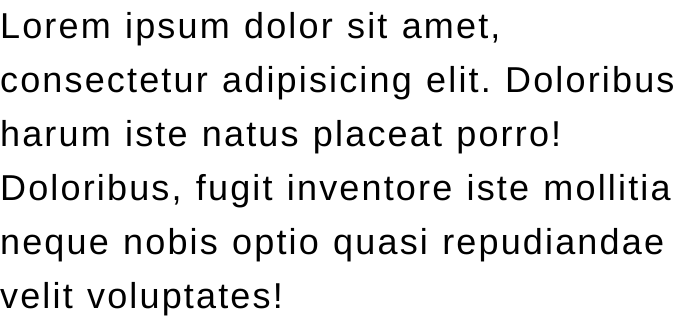 Lorem ipsum dolor sit amet,
consectetur adipisicing elit. Doloribus
harum iste natus placeat porro!
Doloribus, fugit inventore iste mollitia
neque nobis optio quasi repudiandae
velit voluptates!